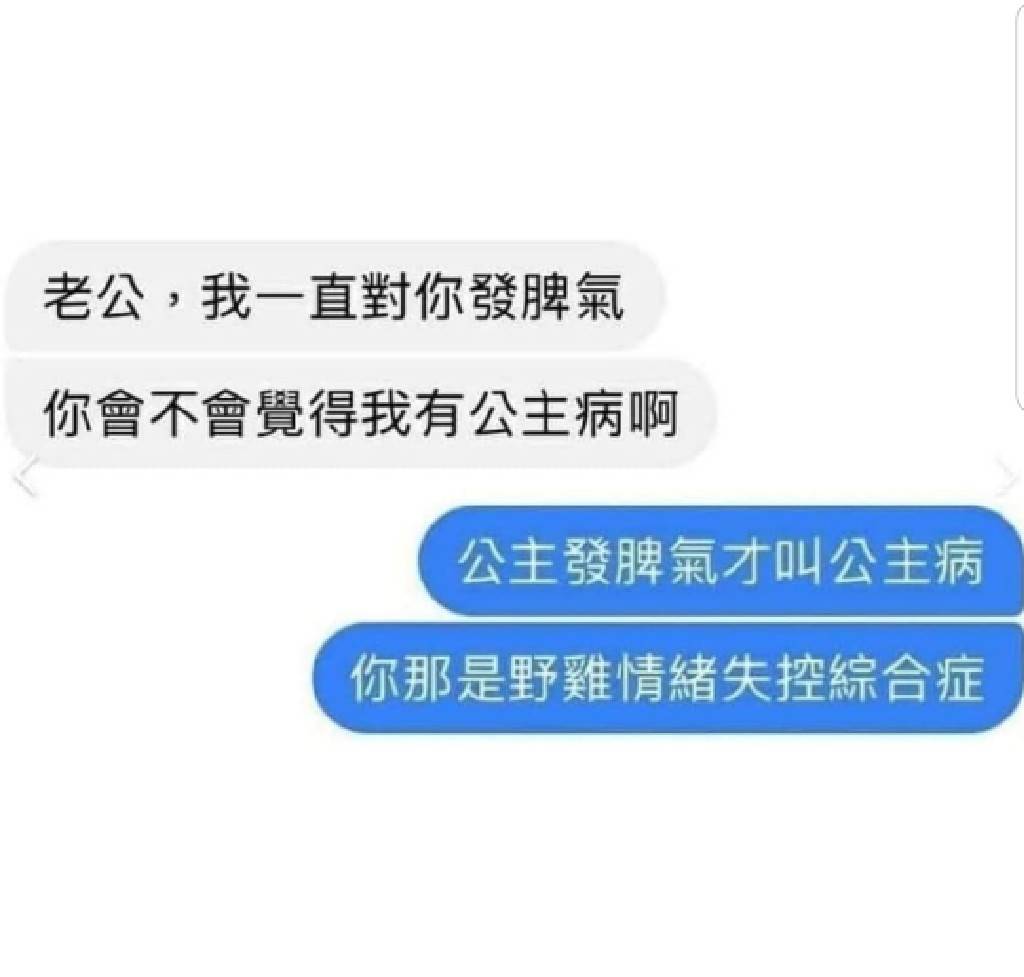 老公，我一直對你發脾氣
你會不會覺得我有公主病啊
公主發脾氣才叫公主病
你那是野雞情緒失控綜合症